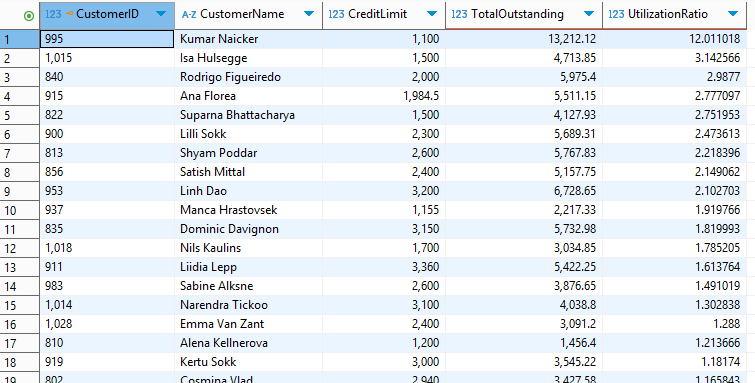 123 CustomerID A-Z CustomerName 123 CreditLimit 123 TotalOutstanding 123 UtilizationRatio
1 995 Kumar Naicker 1,100 13,212.12 12.011018
2 1,015 Isa Hulsegge 1,500 4,713.85 3.142566
3 840 Rodrigo Figueiredo 2,000 5,975.4 2.9877
4 915 Ana Florea 1,984.5 5,511.15 2.777097
5 822 Suparna Bhattacharya 1,500 4,127.93 2.751953
6 900 Lilli Sokk 2,300 5,689.31 2.473613
7 813 Shyam Poddar 2,600 5,767.83 2.218396
8 856 Satish Mittal 2,400 5,157.75 2.149062
9 953 Linh Dao 3,200 6,728.65 2.102703
10 937 Manca Hrastovsek 1,155 2,217.33 1.919766
11 835 Dominic Davignon 3,150 5,732.98 1.819993
12 1,018 Nils Kaulins 1,700 3,034.85 1.785205
13 911 Liidia Lepp 3,360 5,422.25 1.613764
14 983 Sabine Alksne 2,600 3,876.65 1.491019
15 1,014 Narendra Tickoo 3,100 4,038.8 1.302838
16 1,028 Emma Van Zant 2,400 3,091.2 1.288
17 810 Alena Kellnerova 1,200 1,456.4 1.213666
18 919 Kertu Sokk 3,000 3,545.22 1.18174
19 802 Cosmina Vlad 2,940 3,427.58 1.165843